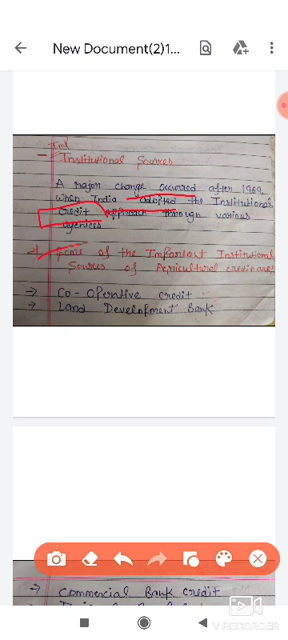 New Document(2)1...
Institutional Sources
A major change occured after 1969
When India adopted the Institutional
Credit approach through various
agencies
Some of the Important Institutional
Sources of Agricultural credit are:
→ Co-Operative credit
→ Land Development Bank
→ Commercial Bank credit
V RECORDER